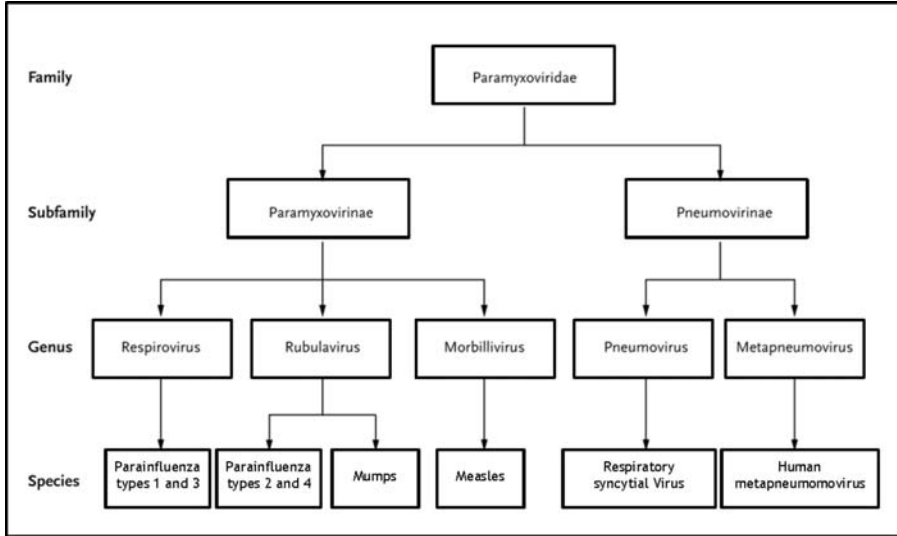 Family
Paramyxoviridae
Subfamily
Paramyxovirinae
Pneumovirinae
Genus
Respirovirus
Rubulavirus
Morbillivirus
Pneumovirus
Metapneumovirus
Species
Parainfluenza
types 1 and 3
Parainfluenza
types 2 and 4
Mumps
Measles
Respiratory
syncytial Virus
Human
metapneumomovirus